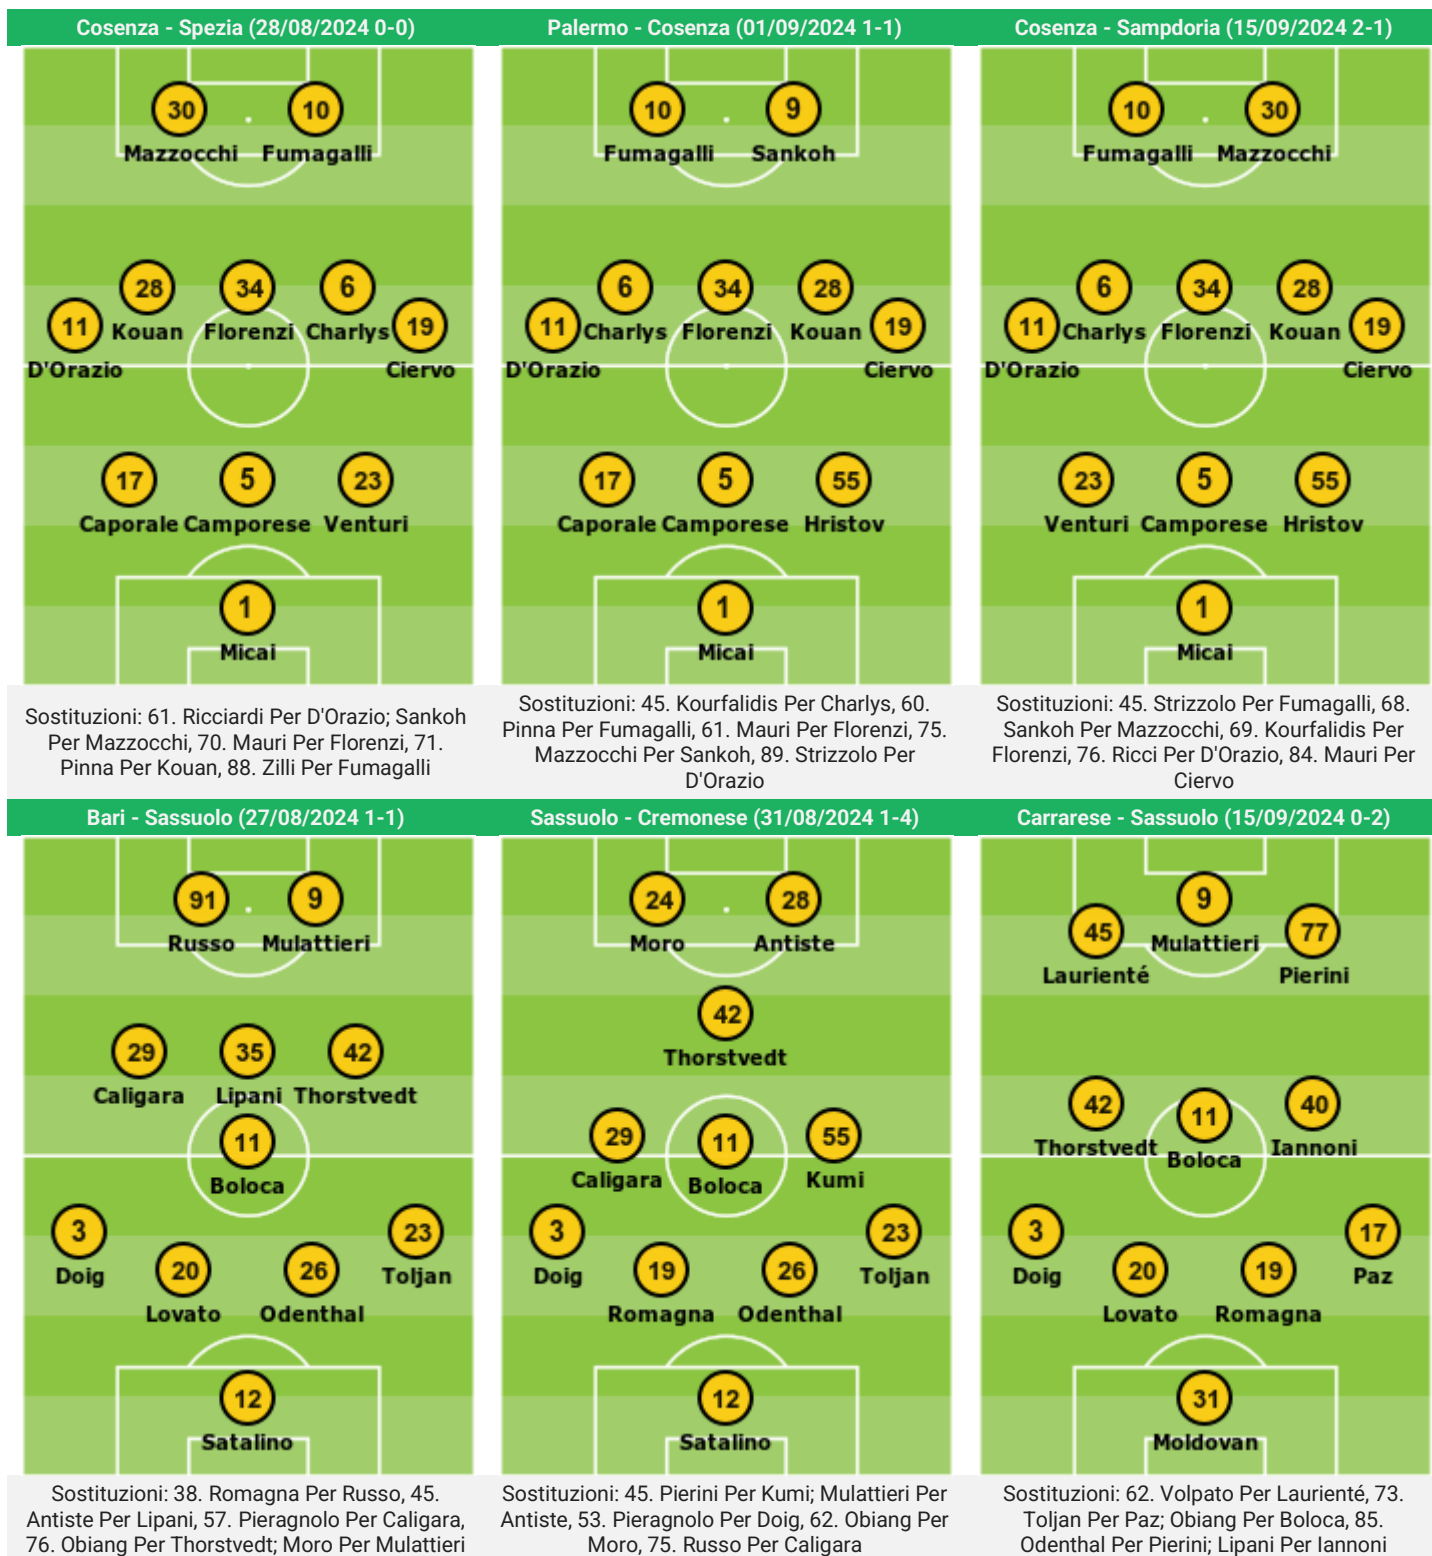 Cosenza - Spezia (28/08/2024 0-0)
30 10
Mazzocchi Fumagalli
28 34 6
11 Kouan Florenzi Charlys 19
D'Orazio Ciervo
17 5 23
Caporale Camporese Venturi
1
Micai
Sostituzioni: 61. Ricciardi Per D'Orazio; Sankoh
Per Mazzocchi, 70. Mauri Per Florenzi, 71.
Pinna Per Kouan, 88. Zilli Per Fumagalli
Palermo - Cosenza (01/09/2024 1-1)
10 9
Fumagalli Sankoh
6 34 28
11 Charlys Florenzi Kouan 19
D'Orazio Ciervo
17 5 55
Caporale Camporese Hristov
1
Micai
Sostituzioni: 45. Kourfalidis Per Charlys, 60.
Pinna Per Fumagalli, 61. Mauri Per Florenzi, 75.
Mazzocchi Per Sankoh, 89. Strizzolo Per
D'Orazio
Cosenza - Sampdoria (15/09/2024 2-1)
10 30
Fumagalli Mazzocchi
6 34 28
11 Charlys Florenzi Kouan 19
D'Orazio Ciervo
23 5 55
Venturi Camporese Hristov
1
Micai
Sostituzioni: 45. Strizzolo Per Fumagalli, 68.
Sankoh Per Mazzocchi, 69. Kourfalidis Per
Florenzi, 76. Ricci Per D'Orazio, 84. Mauri Per
Ciervo
Bari - Sassuolo (27/08/2024 1-1)
91 9
Russo Mulattieri
29 35 42
Caligara Lipani Thorstvedt
11
Boloca
3 23
Doig 20 26 Toljan
Lovato Odenthal
12
Satalino
Sostituzioni: 38. Romagna Per Russo, 45.
Antiste Per Lipani, 57. Pieragnolo Per Caligara,
76. Obiang Per Thorstvedt; Moro Per Mulattieri
Sassuolo - Cremonese (31/08/2024 1-4)
24 28
Moro Antiste
42
Thorstvedt
29 11 55
Caligara Boloca Kumi
3 23
Doig 19 26 Toljan
Romagna Odenthal
12
Satalino
Sostituzioni: 45. Pierini Per Kumi; Mulattieri Per
Antiste, 53. Pieragnolo Per Doig, 62. Obiang Per
Moro, 75. Russo Per Caligara
Carrarese - Sassuolo (15/09/2024 0-2)
9
45 Mulattieri 77
Laurienté Pierini
42 11 40
Thorstvedt Boloca Iannoni
3 17
Doig 20 19 Paz
Lovato Romagna
31
Moldovan
Sostituzioni: 62. Volpato Per Laurienté, 73.
Toljan Per Paz; Obiang Per Boloca, 85.
Odenthal Per Pierini; Lipani Per Iannoni